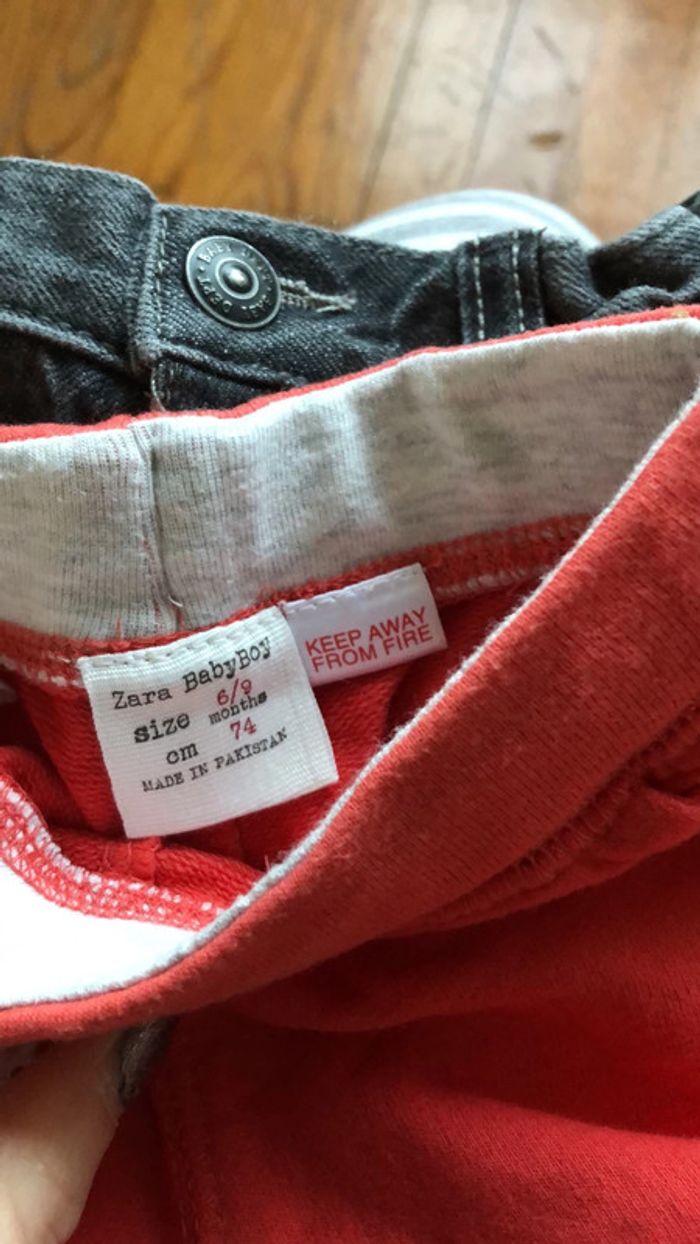 Zara BabyBoy
size 6/9
months
cm 74
MADE IN PAKISTAN
KEEP AWAY
FROM FIRE